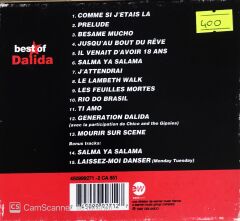 400
best of
Dalida
1. COMME SI J'ETAIS LA
2. PRELUDE
3. BESAME MUCHO
4. JUSQU'AU BOUT DU RÊVE
5. IL VENAIT D'AVOIR 18 ANS
6. SALMA YA SALAMA
7. J'ATTENDRAI
8. LE LAMBETH WALK
9. LES FEUILLES MORTES
10. RIO DO BRASIL
11. TI AMO
12. GENERATION DALIDA
(avec la participation de Chico and the Gipsies)
13. MOURIR SUR SCENE
Bonus tracks:
14. SALMA YA SALAMA
15. LAISSEZ-MOI DANSER (Monday Tuesday)
CS CamScanner